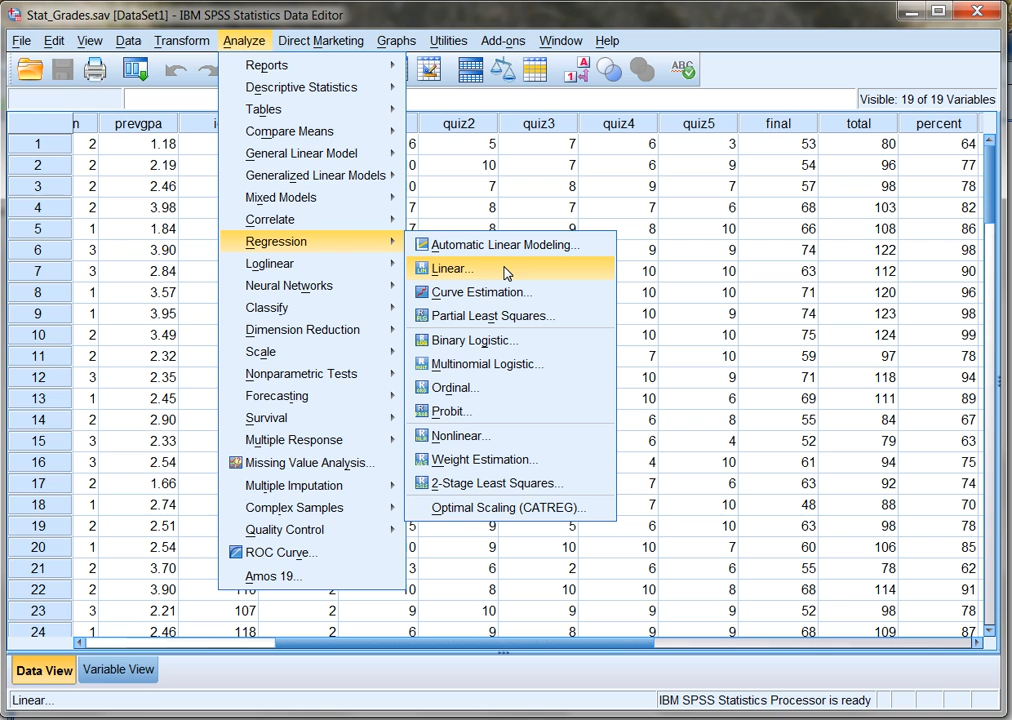 Stat_Grades.sav [DataSet1] - IBM SPSS Statistics Data Editor
File Edit View Data Transform Analyze Direct Marketing Graphs Utilities Add-ons Window Help
Visible: 19 of 19 Variables
n prevgpa i quiz2 quiz3 quiz4 quiz5 final total percent
1 2 1.18 6 5 7 6 3 53 80 64
2 2 2.19 0 10 7 6 9 54 96 77
3 2 2.46 0 7 8 9 7 57 98 78
4 2 3.98 7 8 7 7 6 68 103 82
5 1 1.84 7 8 9 8 10 66 108 86
6 3 3.90 9 9 74 122 98
7 3 2.84 10 10 63 112 90
8 1 3.57 10 10 71 120 96
9 1 3.95 10 9 74 123 98
10 2 3.49 10 10 75 124 99
11 2 2.32 7 10 59 97 78
12 3 2.35 10 9 71 118 94
13 1 2.45 10 6 69 111 89
14 2 2.90 6 8 55 84 67
15 3 2.33 6 4 52 79 63
16 3 2.54 4 10 61 94 75
17 2 1.66 7 6 63 92 74
18 1 2.74 6 7 48 88 70
19 2 2.51 5 9 5 6 10 63 98 78
20 1 2.54 0 9 10 10 7 60 106 85
21 2 3.70 3 6 2 6 6 55 78 62
22 2 3.90 110 2 10 8 10 8 8 68 114 91
23 3 2.21 107 2 9 10 9 9 9 52 98 78
24 1 2.46 118 2 6 9 8 9 9 68 109 87
Reports
Descriptive Statistics
Tables
Compare Means
General Linear Model
Generalized Linear Models
Mixed Models
Correlate
Regression
Loglinear
Neural Networks
Classify
Dimension Reduction
Scale
Nonparametric Tests
Forecasting
Survival
Multiple Response
Missing Value Analysis...
Multiple Imputation
Complex Samples
Quality Control
ROC Curve...
Amos 19...
Automatic Linear Modeling...
Linear...
Curve Estimation...
Partial Least Squares...
Binary Logistic...
Multinomial Logistic...
Ordinal...
Probit...
Nonlinear...
Weight Estimation...
2-Stage Least Squares...
Optimal Scaling (CATREG)...
Data View Variable View
Linear... IBM SPSS Statistics Processor is ready